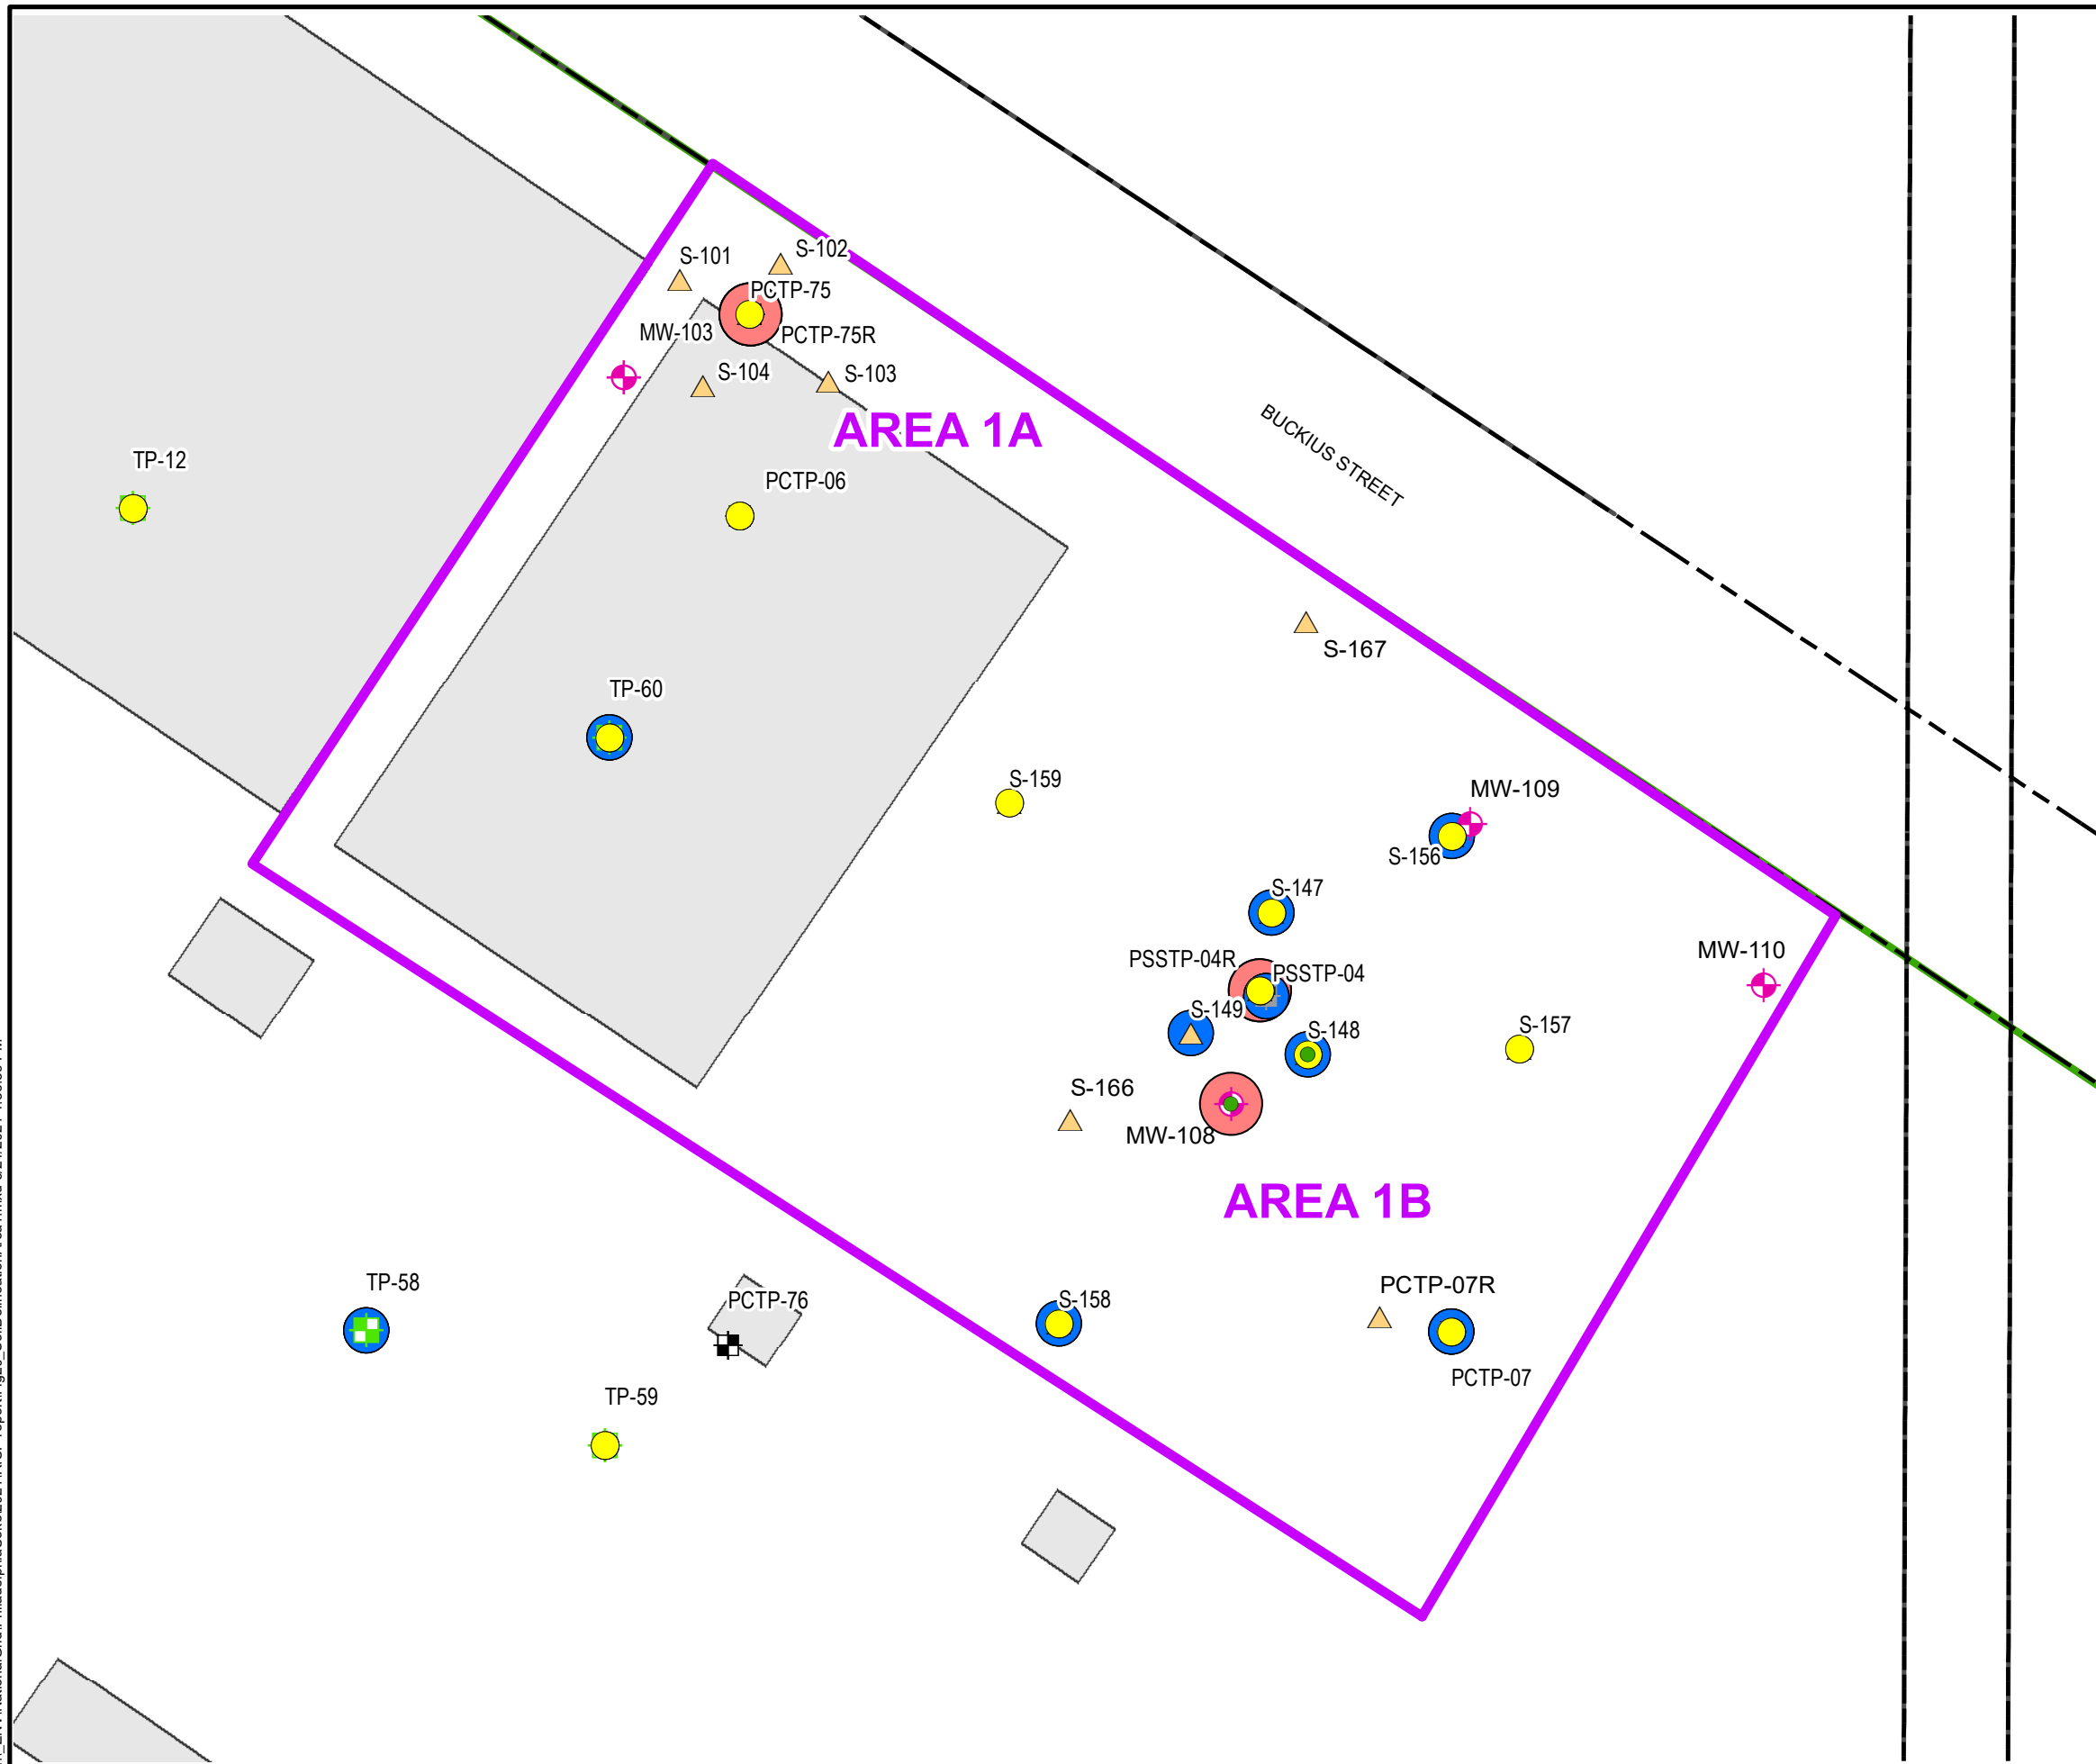 S-102
S-101
PCTP-75
MW-103
PCTP-75R
S-104
S-103
AREA 1A
BUCKIUS STREET
TP-12
PCTP-06
S-167
TP-60
S-159
MW-109
S-156
S-147
MW-110
PSSTP-04R
PSSTP-04
S-149
S-148
S-157
S-166
MW-108
AREA 1B
TP-58
PCTP-76
S-158
PCTP-07R
PCTP-07
TP-59